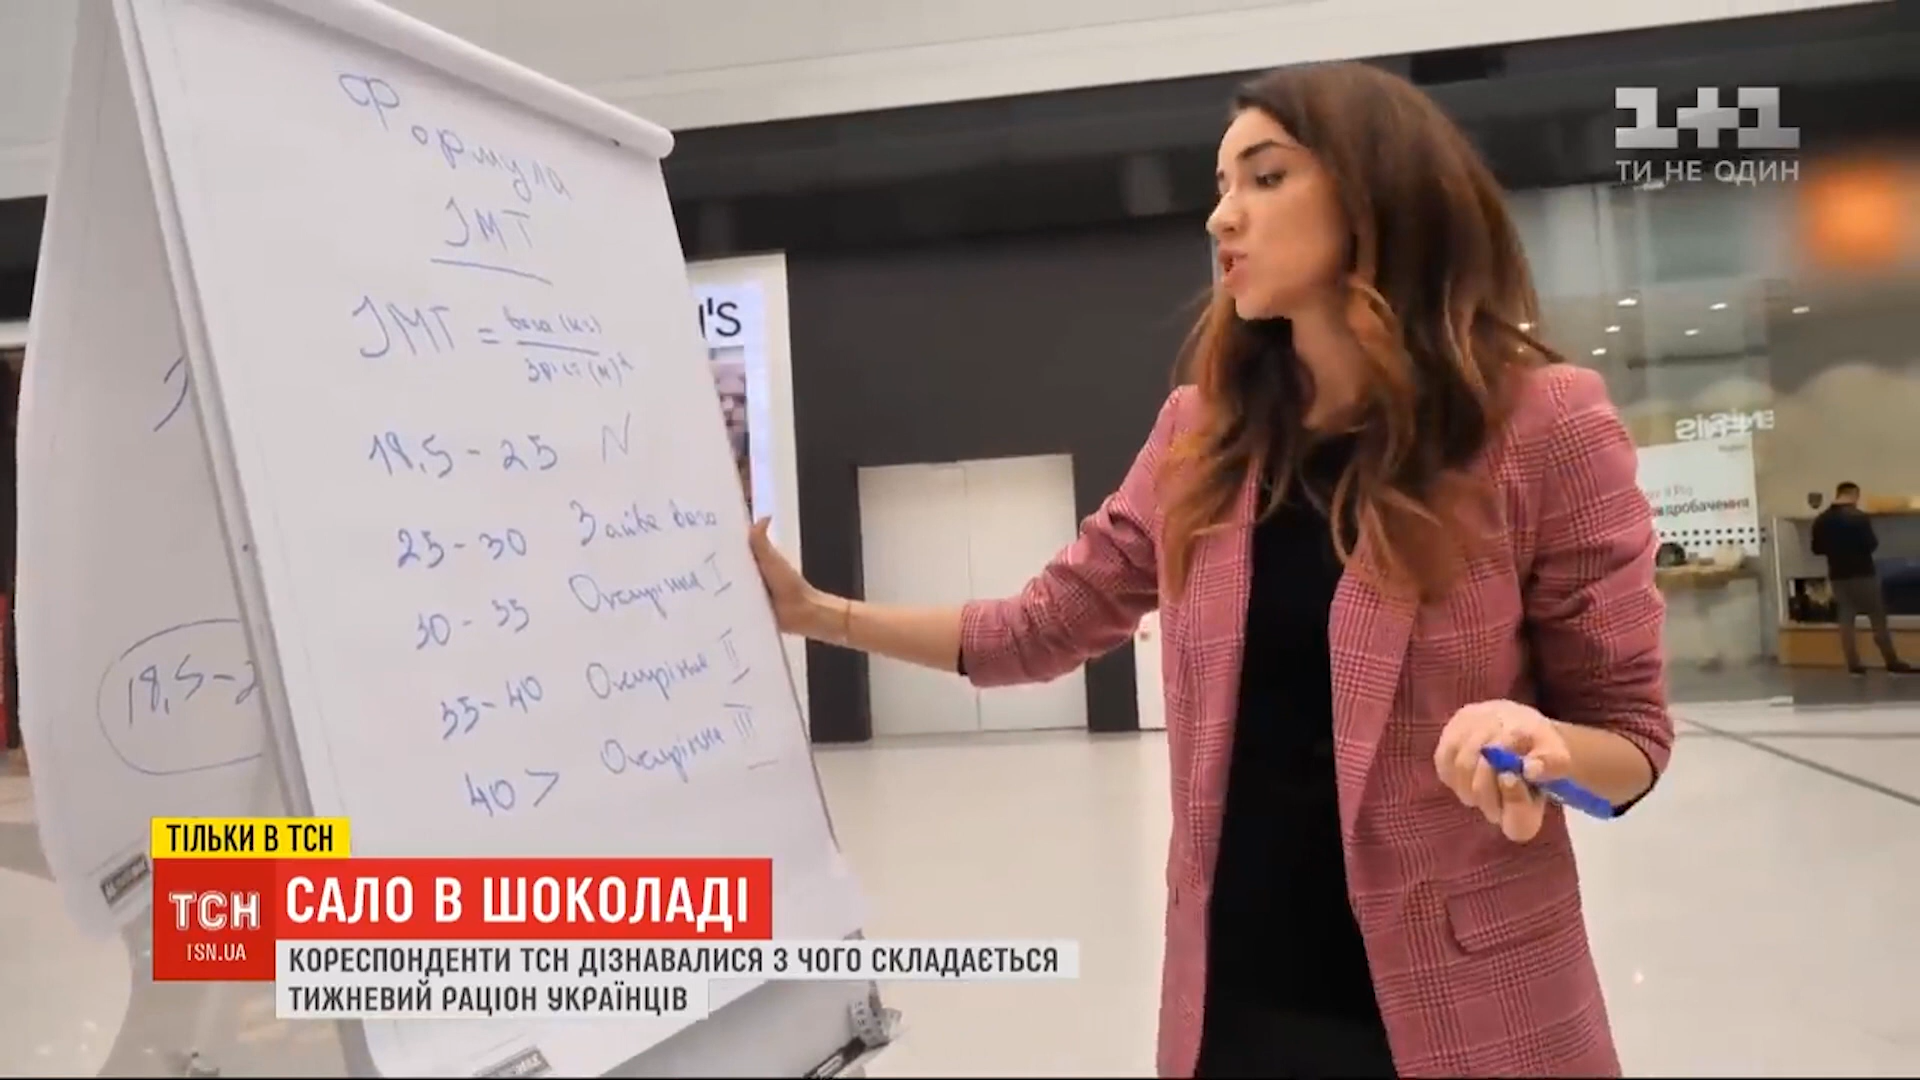 Формула
ІМТ
ІМТ = вага (кг)
зріст (м)²
18,5 - 25 N
25 - 30 Зайва вага
30 - 35 Ожиріння I
35 - 40 Ожиріння II
40 > Ожиріння III
18,5 - 2
'S
1+1
ТИ НЕ ОДИН
дробачення
ТІЛЬКИ В ТСН
ТСН
TSN.UA
САЛО В ШОКОЛАДІ
КОРЕСПОНДЕНТИ ТСН ДІЗНАВАЛИСЯ З ЧОГО СКЛАДАЄТЬСЯ
ТИЖНЕВИЙ РАЦІОН УКРАЇНЦІВ